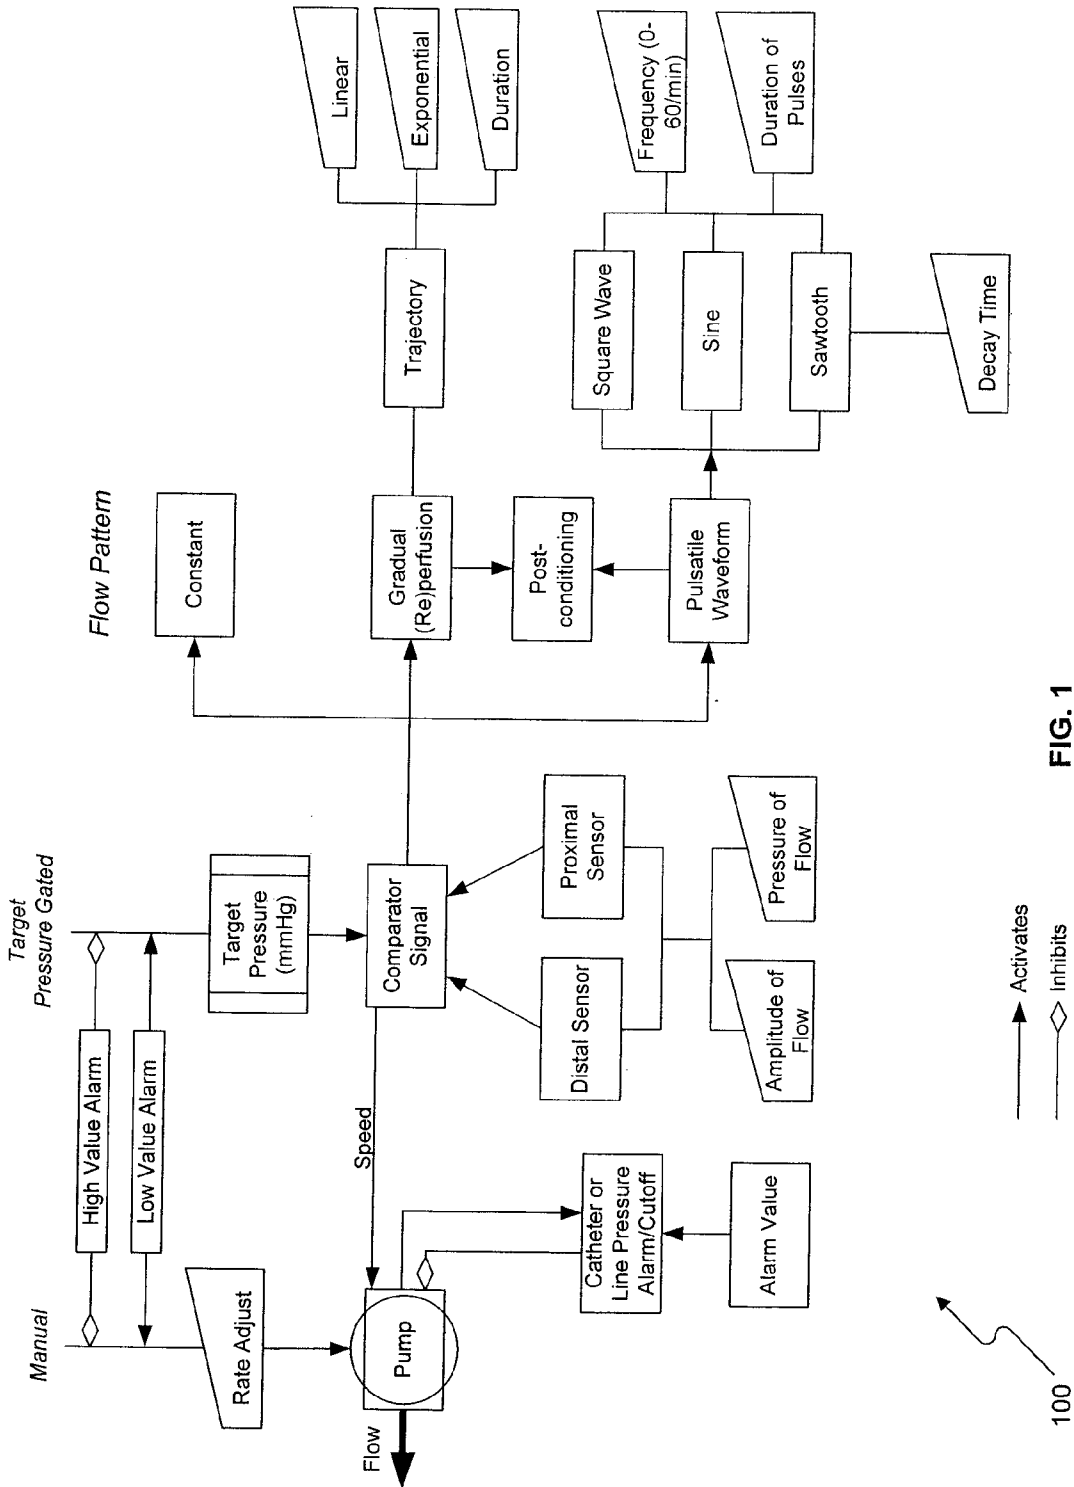 Manual
Target
Pressure Gated
Flow Pattern
High Value Alarm
Low Value Alarm
Rate Adjust
Target
Pressure
(mmHg)
Constant
Flow
Pump
Speed
Comparator
Signal
Gradual
(Re)perfusion
Trajectory
Linear
Exponential
Duration
Post-
conditioning
Catheter or
Line Pressure
Alarm/Cutoff
Distal Sensor
Proximal
Sensor
Pulsatile
Waveform
Square Wave
Sine
Sawtooth
Frequency (0-
60/min)
Duration of
Pulses
Alarm Value
Amplitude of
Flow
Pressure of
Flow
Decay Time
Activates
Inhibits
100
FIG. 1